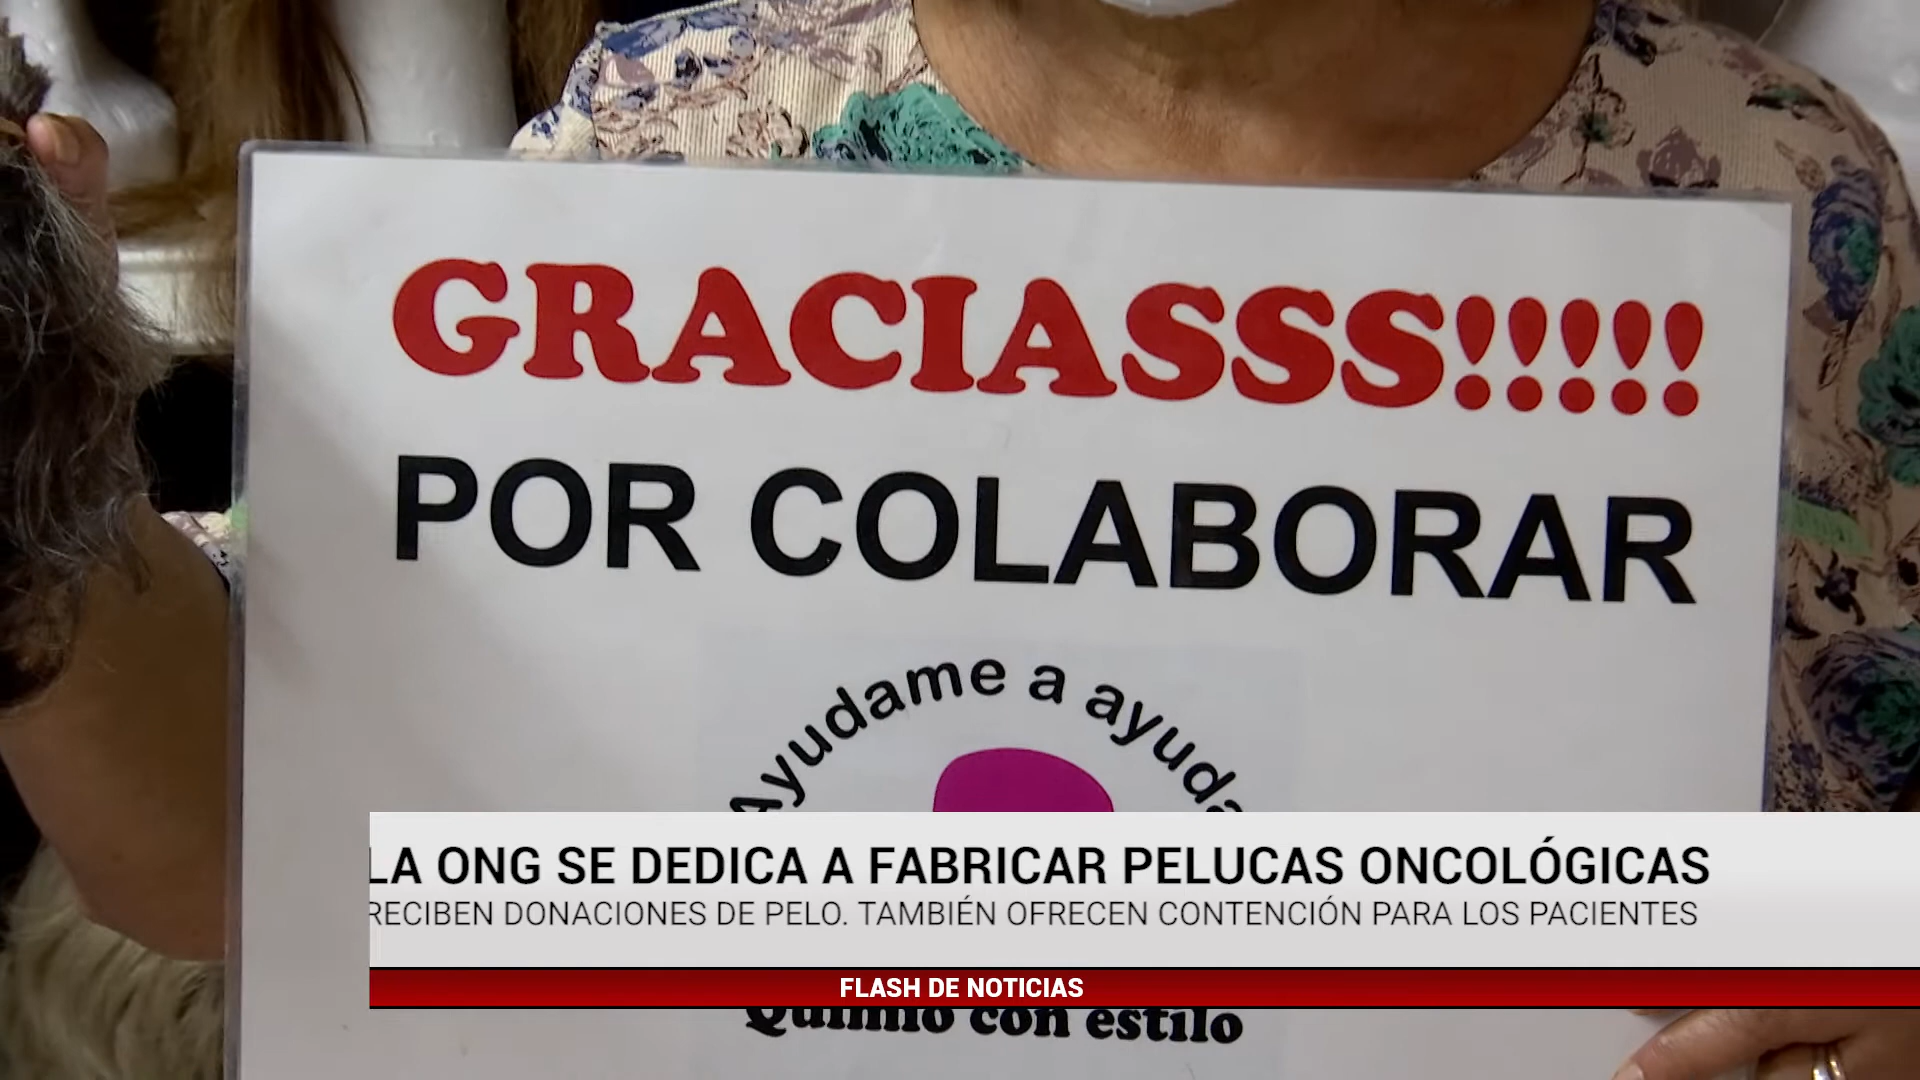 GRACIASSS!!!!!
POR COLABORAR
Ayudame a ayuda
LA ONG SE DEDICA A FABRICAR PELUCAS ONCOLÓGICAS
RECIBEN DONACIONES DE PELO. TAMBIÉN OFRECEN CONTENCIÓN PARA LOS PACIENTES
FLASH DE NOTICIAS
Quimio con estilo